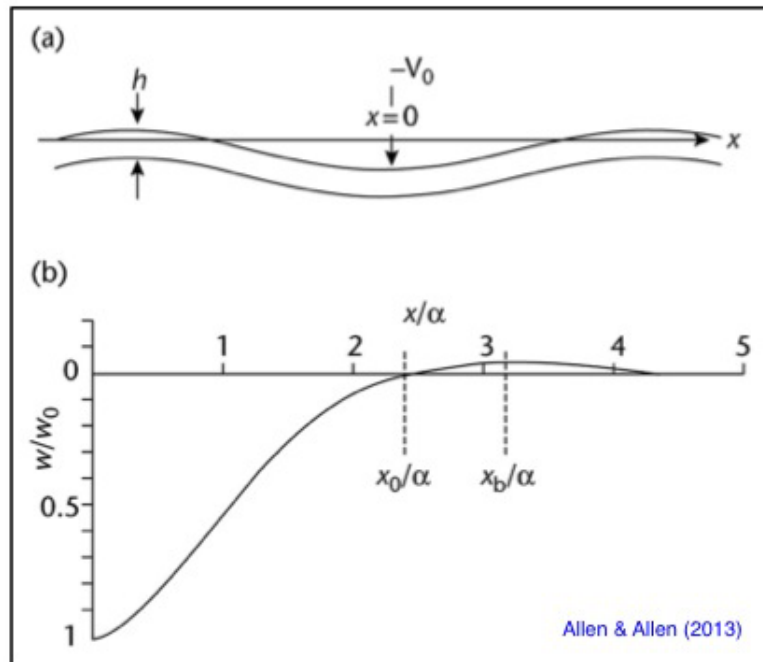 (a)
h
–V₀
x=0
x
(b)
x/α
1 2 3 4 5
0
w/w₀
x₀/α x_b/α
0.5
1
Allen & Allen (2013)